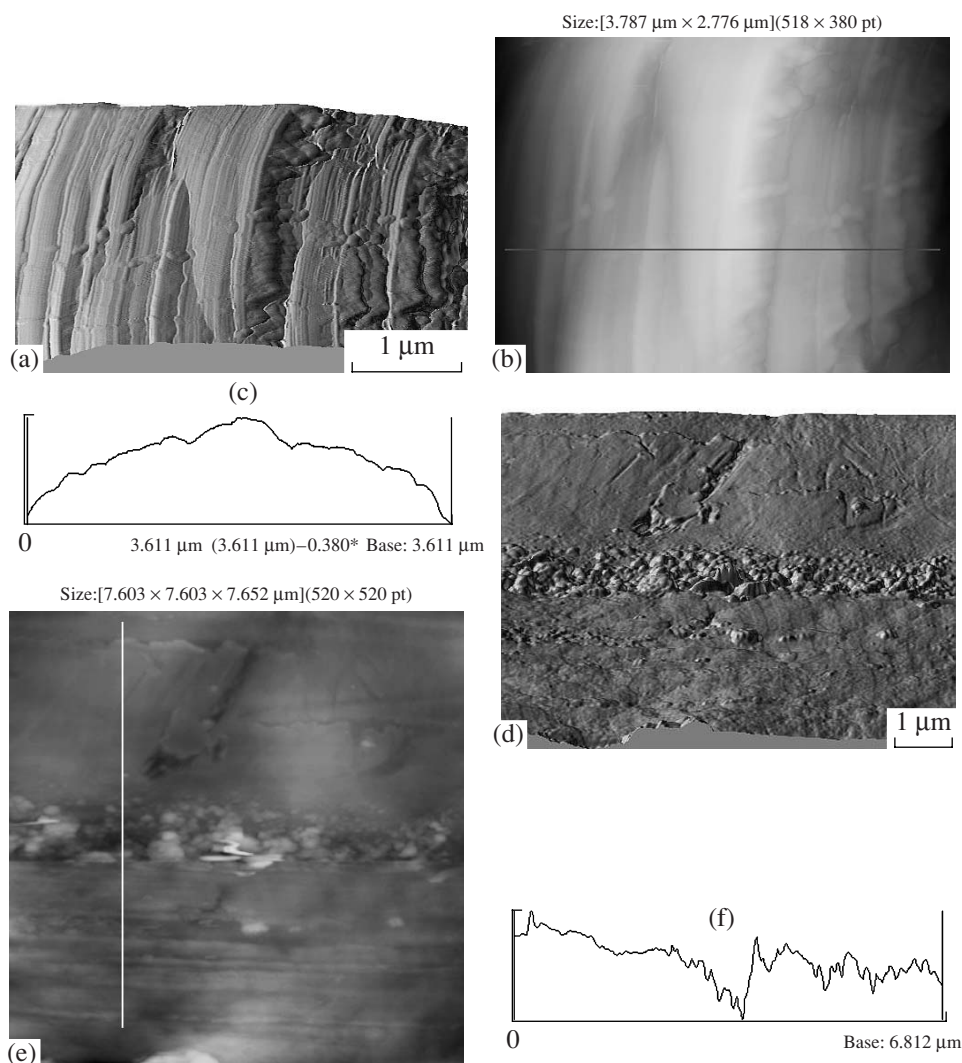 Size:[3.787 μm × 2.776 μm](518 × 380 pt)
(a)
1 μm
(b)
(c)
0
3.611 μm (3.611 μm)–0.380* Base: 3.611 μm
(d)
1 μm
Size:[7.603 × 7.603 × 7.652 μm](520 × 520 pt)
(e)
(f)
0
Base: 6.812 μm